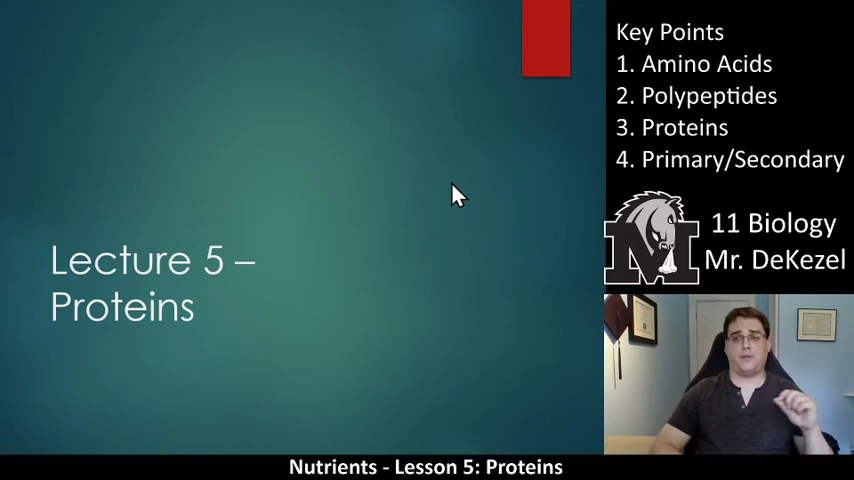 Lecture 5 –
Proteins
Key Points
1. Amino Acids
2. Polypeptides
3. Proteins
4. Primary/Secondary
M
11 Biology
Mr. DeKezel
Nutrients - Lesson 5: Proteins